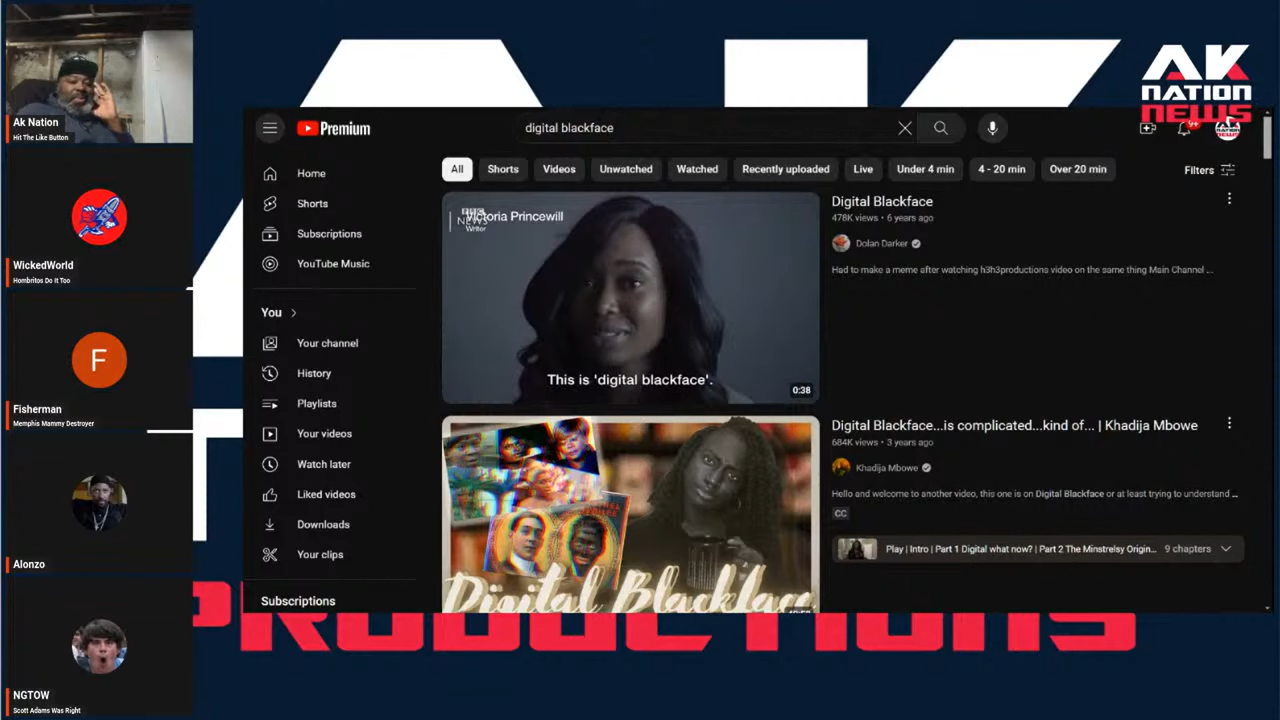 Ak Nation
Hit The Like Button
WickedWorld
Hombritos Do It Too
F
Fisherman
Memphis Mammy Destroyer
Alonzo
NGTOW
Scott Adams Was Right
AK
NATION
NEWS
Premium
digital blackface
9+
Home
Shorts
Subscriptions
YouTube Music
You
Your channel
History
Playlists
Your videos
Watch later
Liked videos
Downloads
Your clips
Subscriptions
All
Shorts
Videos
Unwatched
Watched
Recently uploaded
Live
Under 4 min
4 - 20 min
Over 20 min
Filters
Victoria Princewill
NEWS
Writer
This is 'digital blackface'.
0:38
Digital Blackface
478K views • 6 years ago
Dolan Darker
Had to make a meme after watching h3h3productions video on the same thing Main Channel ...
Digital Blackface
Digital Blackface...is complicated...kind of... | Khadija Mbowe
684K views • 3 years ago
Khadija Mbowe
Hello and welcome to another video, this one is on Digital Blackface or at least trying to understand ...
CC
Play | Intro | Part 1 Digital what now? | Part 2 The Minstrelsy Origin...
9 chapters
PRODUCTIONS